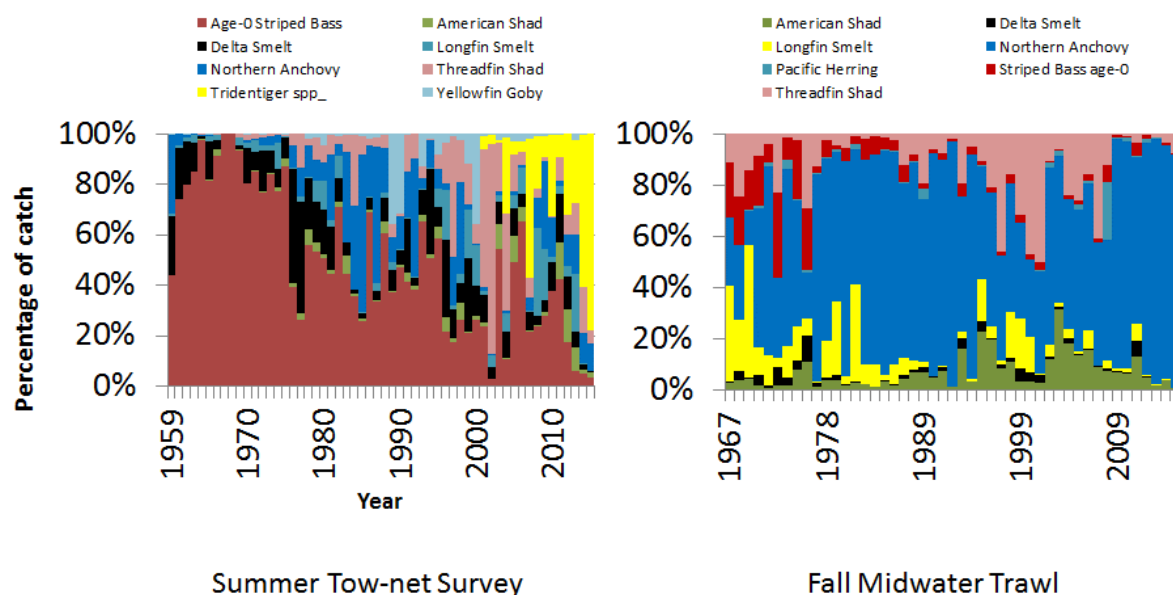 Age-0 Striped Bass American Shad
Delta Smelt Longfin Smelt
Northern Anchovy Threadfin Shad
Tridentiger spp_ Yellowfin Goby
Percentage of catch
100%
80%
60%
40%
20%
0%
1959 1970 1980 1990 2000 2010
Year
Summer Tow-net Survey
American Shad Delta Smelt
Longfin Smelt Northern Anchovy
Pacific Herring Striped Bass age-0
Threadfin Shad
100%
80%
60%
40%
20%
0%
1967 1978 1989 1999 2009
Fall Midwater Trawl